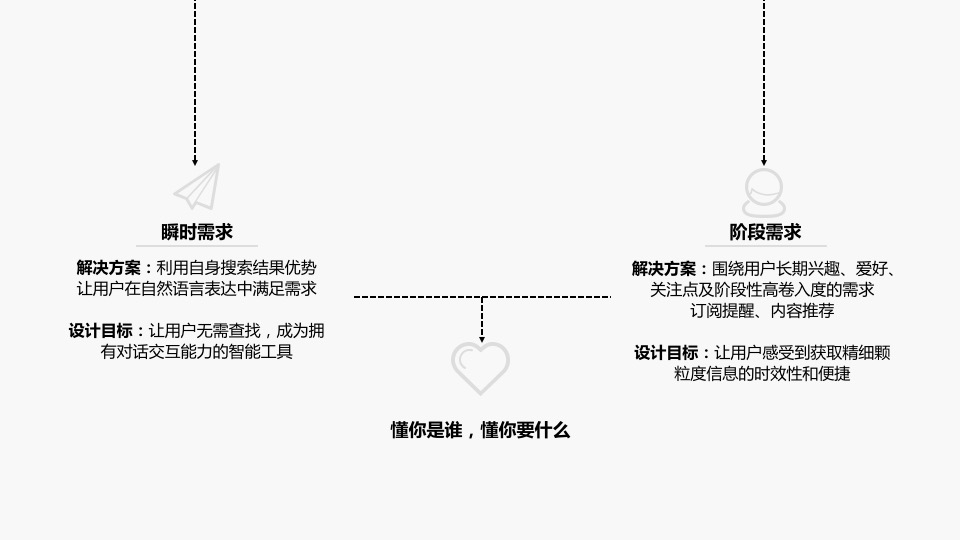 瞬时需求
解决方案：利用自身搜索结果优势
让用户在自然语言表达中满足需求
设计目标：让用户无需查找，成为拥
有对话交互能力的智能工具
阶段需求
解决方案：围绕用户长期兴趣、爱好、
关注点及阶段性高卷入度的需求
订阅提醒、内容推荐
设计目标：让用户感受到获取精细颗
粒度信息的时效性和便捷
懂你是谁，懂你要什么